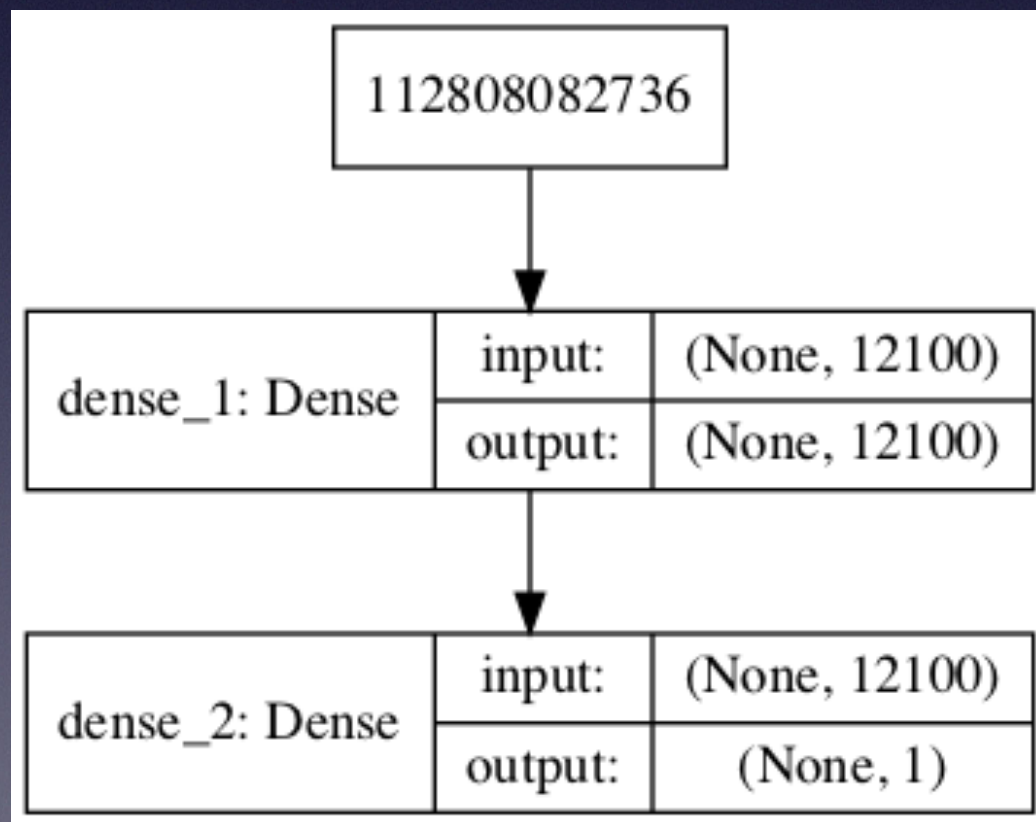 112808082736
dense_1: Dense
input:
(None, 12100)
output:
(None, 12100)
dense_2: Dense
input:
(None, 12100)
output:
(None, 1)